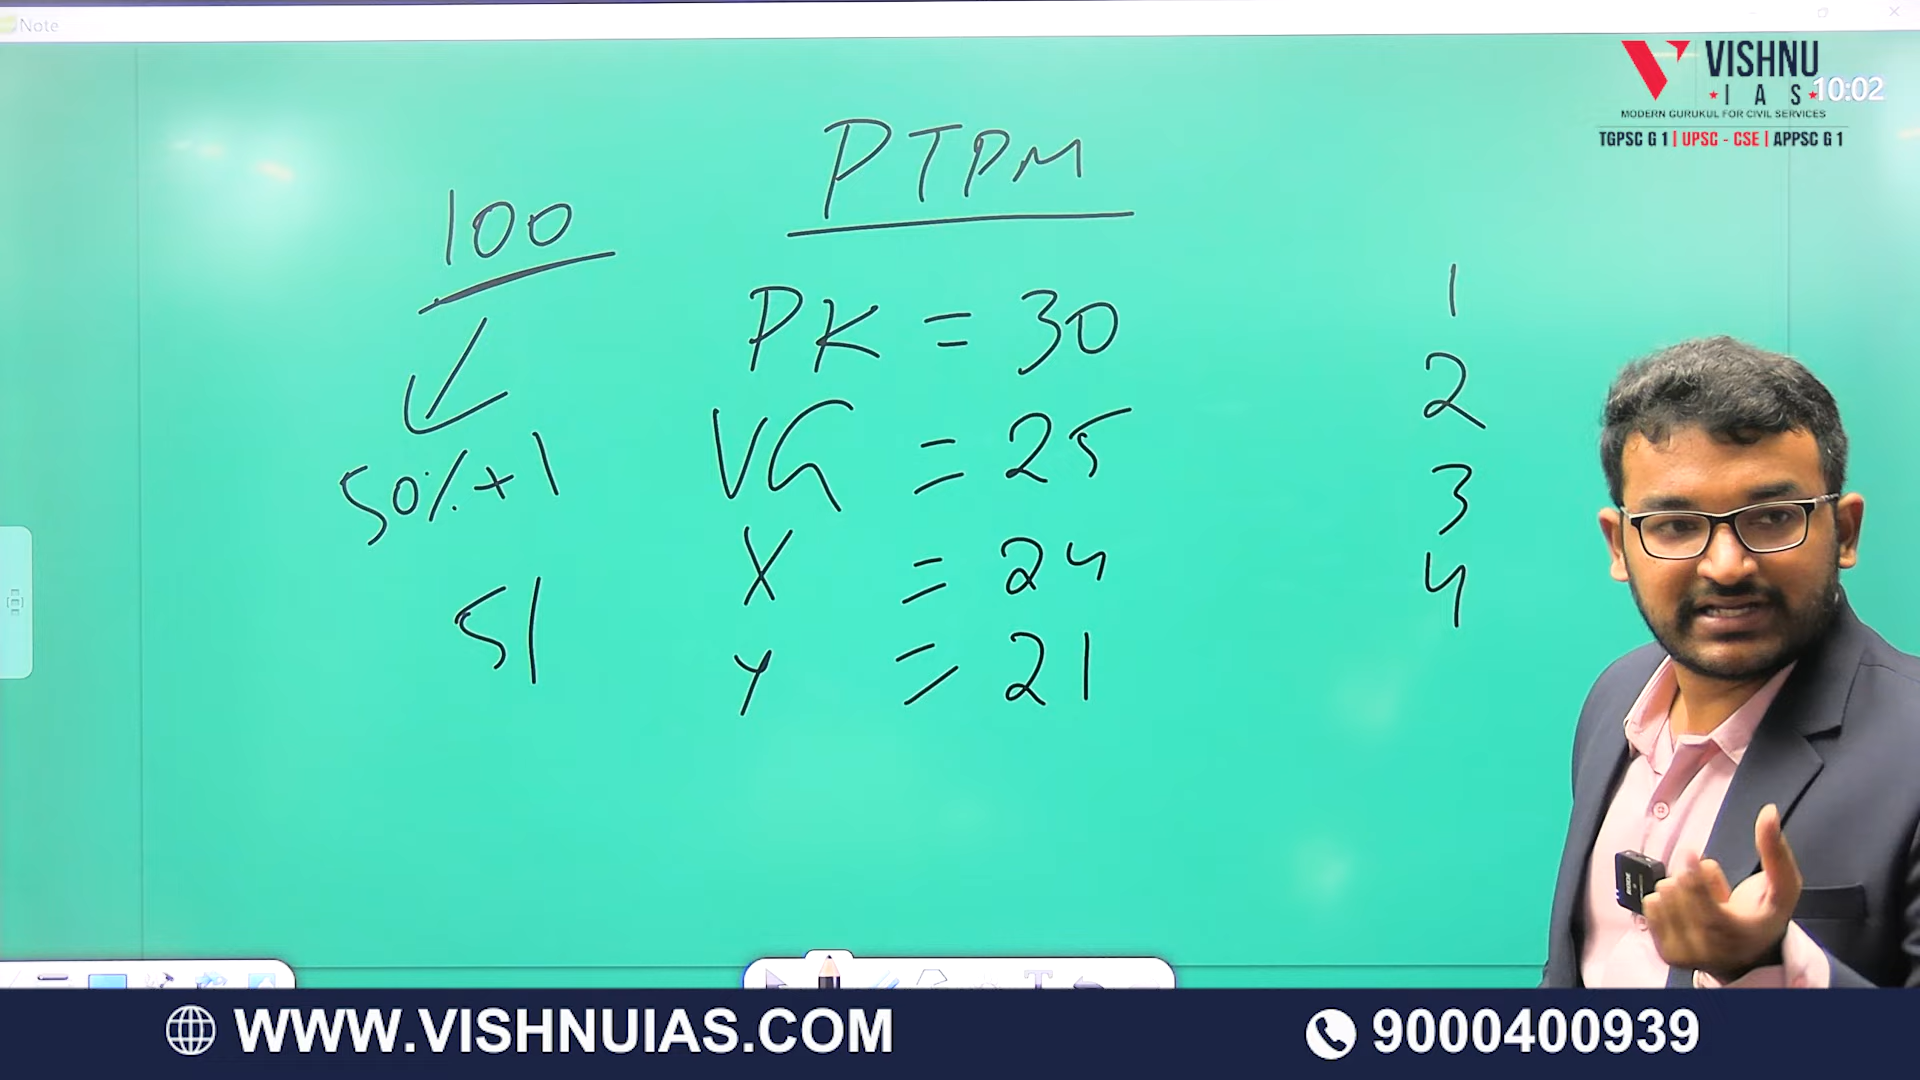 Note
VISHNU
IAS
10:02
MODERN GURUKUL FOR CIVIL SERVICES
TGPSC G 1 | UPSC - CSE | APPSC G 1
PTPM
100
PK = 30
1
2
VG = 25
50%+1
3
X = 24
4
51
Y = 21
WWW.VISHNUIAS.COM
9000400939